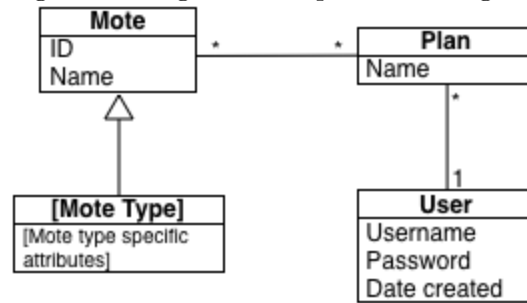 Mote
ID
Name
*
*
Plan
Name
*
1
[Mote Type]
[Mote type specific
attributes]
User
Username
Password
Date created